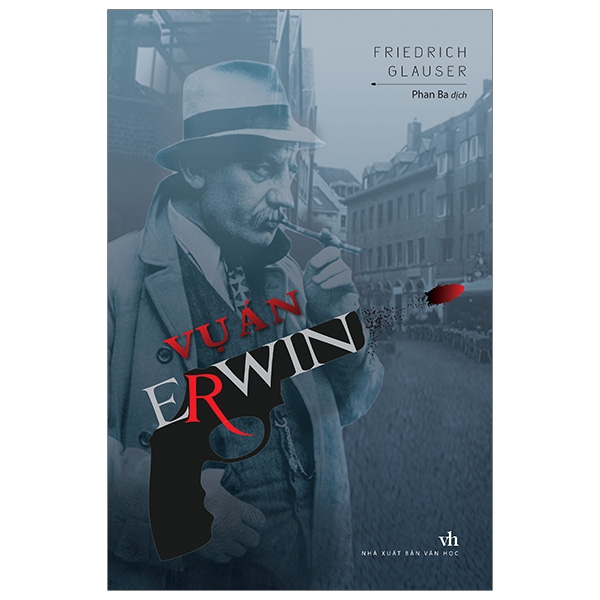 FRIEDRICH
GLAUSER
Phan Ba dịch
VỤ ÁN
ERWIN
vh
NHÀ XUẤT BẢN VĂN HỌC